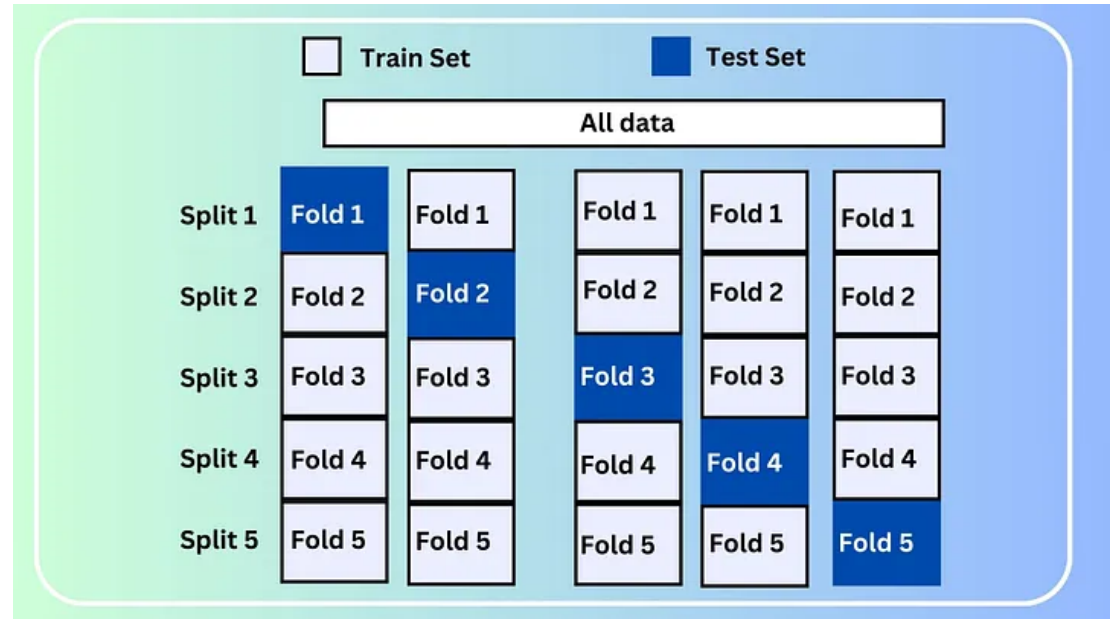 Train Set Test Set
All data
Split 1 Fold 1 Fold 1 Fold 1 Fold 1 Fold 1
Split 2 Fold 2 Fold 2 Fold 2 Fold 2 Fold 2
Split 3 Fold 3 Fold 3 Fold 3 Fold 3 Fold 3
Split 4 Fold 4 Fold 4 Fold 4 Fold 4 Fold 4
Split 5 Fold 5 Fold 5 Fold 5 Fold 5 Fold 5